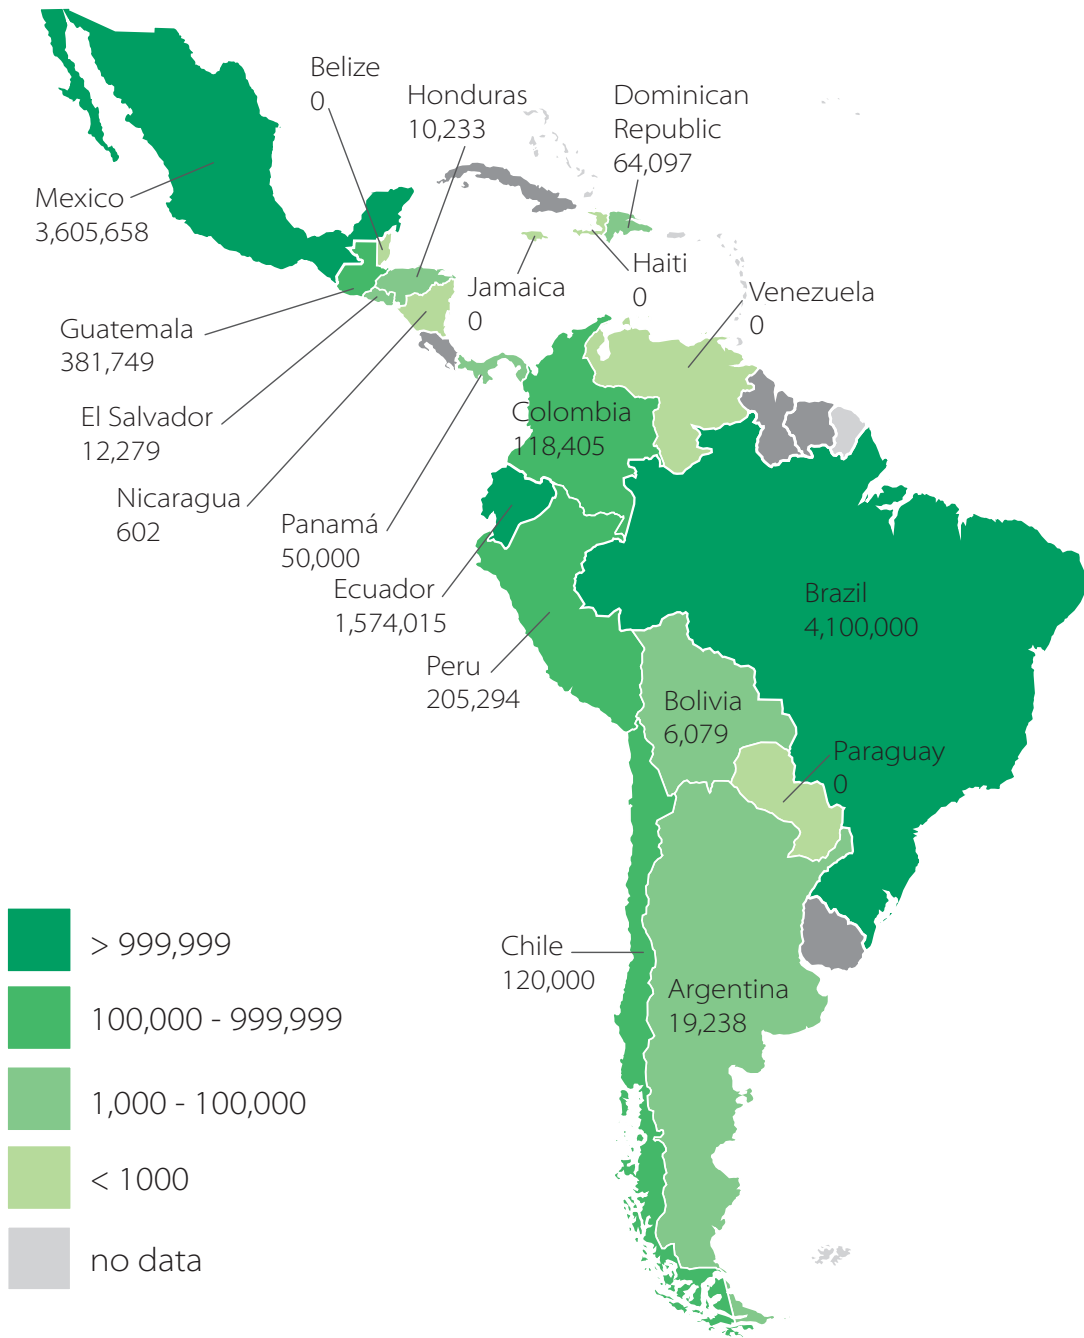 Belize
0
Honduras
10,233
Dominican
Republic
64,097
Mexico
3,605,658
Haiti
0
Jamaica
0
Venezuela
0
Guatemala
381,749
El Salvador
12,279
Colombia
118,405
Nicaragua
602
Panamá
50,000
Ecuador
1,574,015
Brazil
4,100,000
Peru
205,294
Bolivia
6,079
Paraguay
0
Chile
120,000
Argentina
19,238
> 999,999
100,000 - 999,999
1,000 - 100,000
< 1000
no data